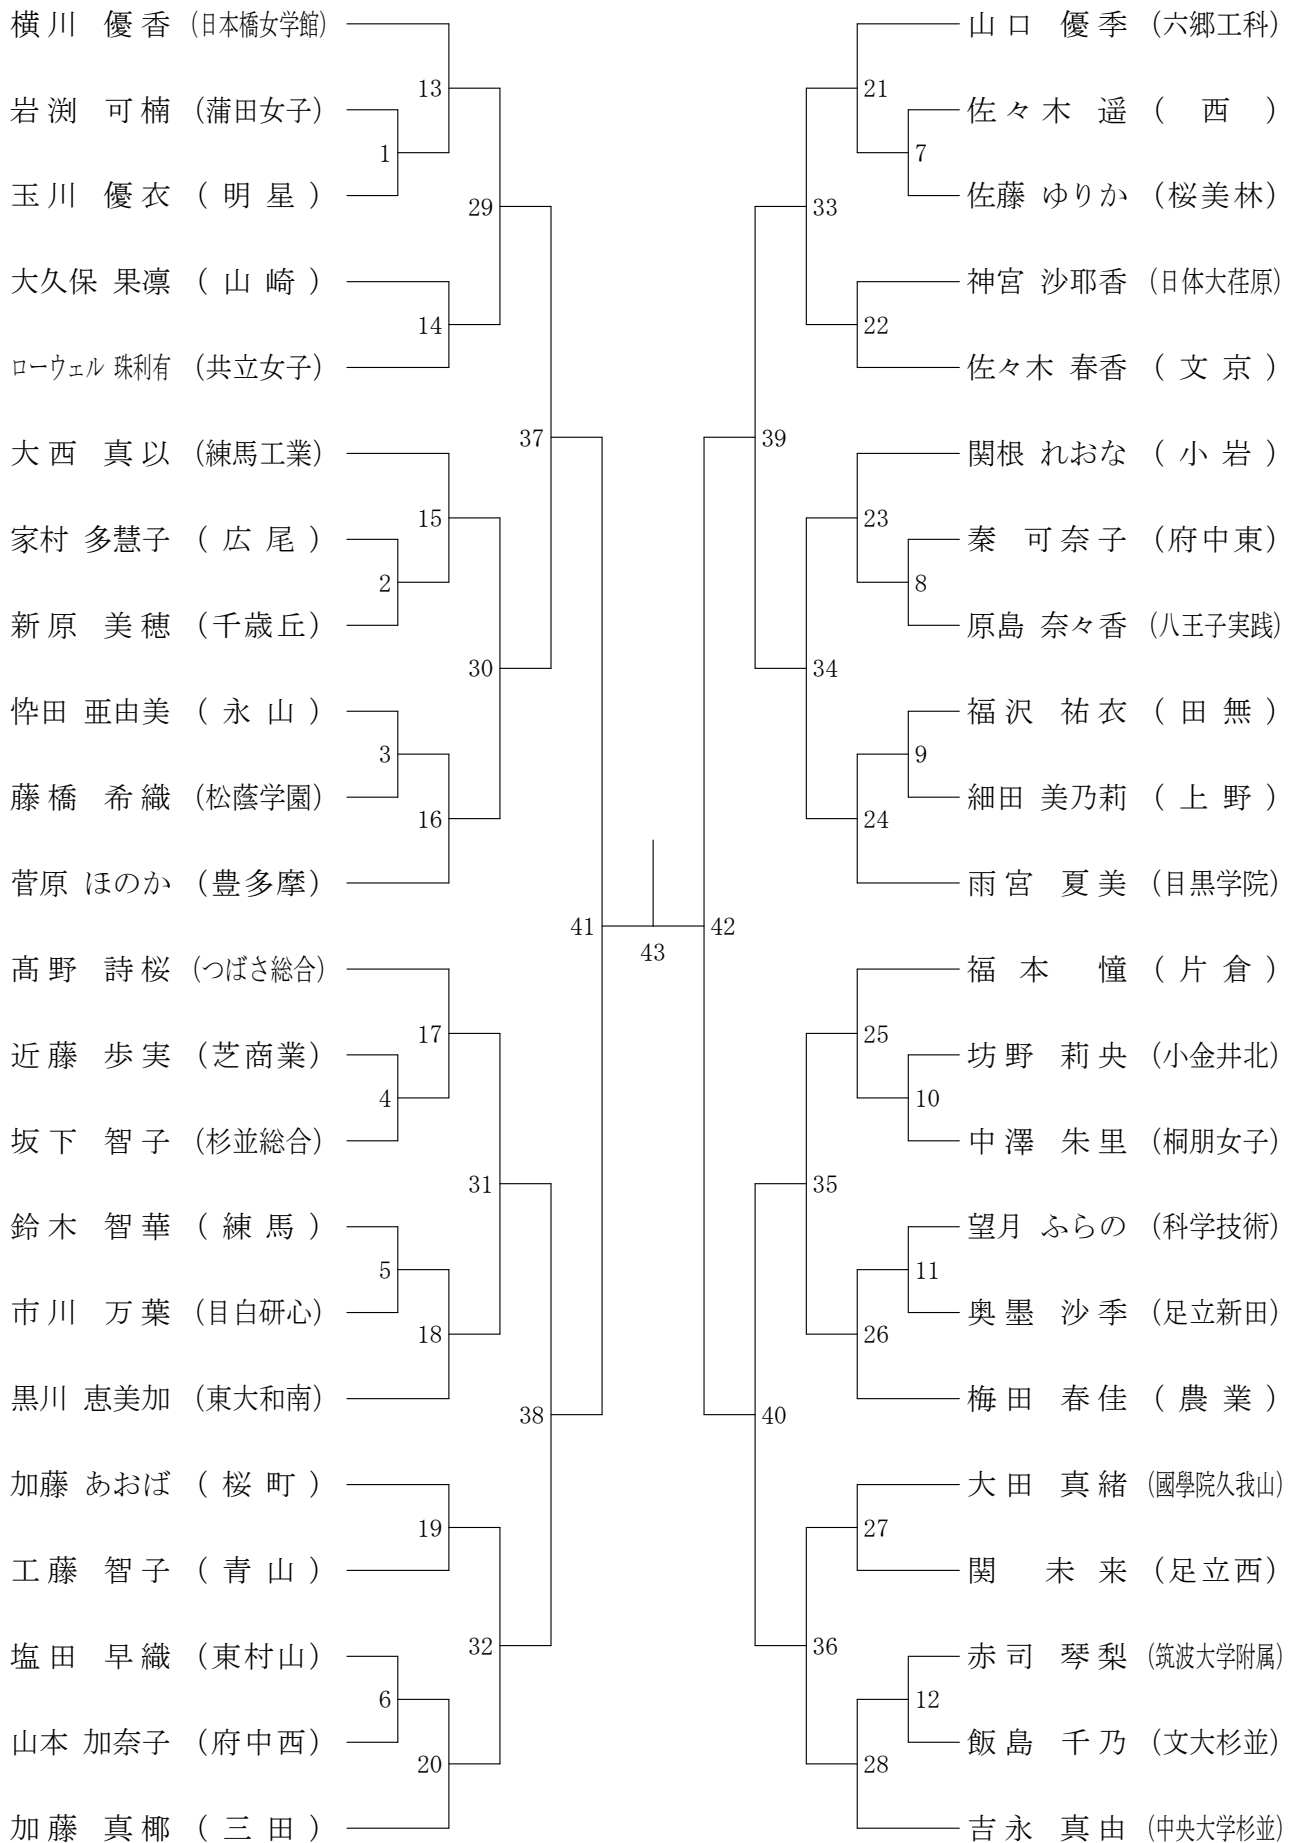 横川 優香 (日本橋女学館)
岩渕 可楠 (蒲田女子)
玉川 優衣 (明星)
大久保 果凛 (山崎)
ローウェル 珠利有 (共立女子)
大西 真以 (練馬工業)
家村 多慧子 (広尾)
新原 美穂 (千歳丘)
忰田 亜由美 (永山)
藤橋 希織 (松蔭学園)
菅原 ほのか (豊多摩)
髙野 詩桜 (つばさ総合)
近藤 歩実 (芝商業)
坂下 智子 (杉並総合)
鈴木 智華 (練馬)
市川 万葉 (目白研心)
黒川 恵美加 (東大和南)
加藤 あおば (桜町)
工藤 智子 (青山)
塩田 早織 (東村山)
山本 加奈子 (府中西)
加藤 真椰 (三田)
1
2
3
4
5
6
13
14
15
16
17
18
19
20
29
30
31
32
37
38
41
43
42
39
40
33
34
35
36
21
22
23
24
25
26
27
28
7
8
9
10
11
12
山口 優季 (六郷工科)
佐々木 遥 (西)
佐藤 ゆりか (桜美林)
神宮 沙耶香 (日体大荏原)
佐々木 春香 (文京)
関根 れおな (小岩)
秦 可奈子 (府中東)
原島 奈々香 (八王子実践)
福沢 祐衣 (田無)
細田 美乃莉 (上野)
雨宮 夏美 (目黒学院)
福本 憧 (片倉)
坊野 莉央 (小金井北)
中澤 朱里 (桐朋女子)
望月 ふらの (科学技術)
奥墨 沙季 (足立新田)
梅田 春佳 (農業)
大田 真緒 (國學院久我山)
関 未来 (足立西)
赤司 琴梨 (筑波大学附属)
飯島 千乃 (文大杉並)
吉永 真由 (中央大学杉並)